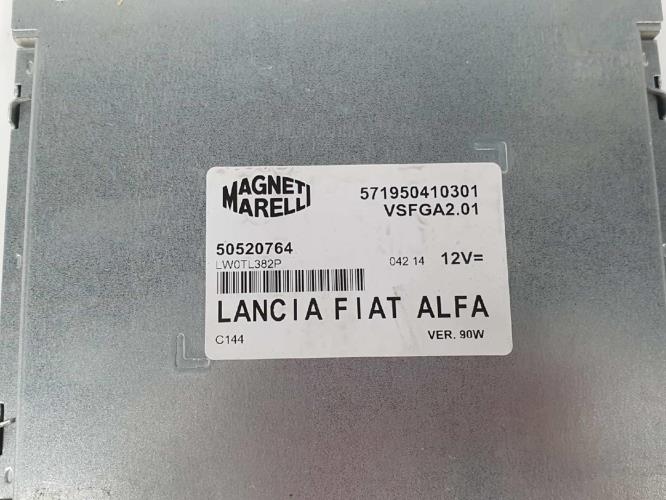 MAGNETI
MARELLI
571950410301
VSFGA2.01
50520764
LW0TL382P
042 14 12V=
LANCIA FIAT ALFA
C144 VER. 90W